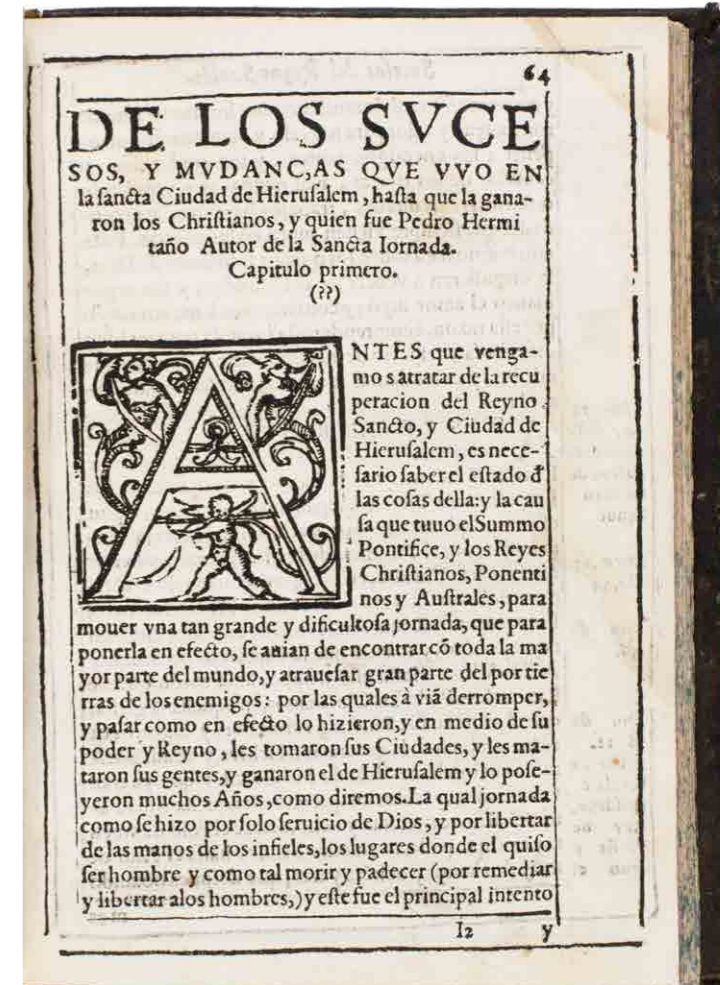 64
DE LOS SVCE
SOS, Y MVDANC,AS QVE VVO EN
la sancta Ciudad de Hierusalem, hasta que la gana-
ron los Christianos, y quien fue Pedro Hermi
taño Autor de la Sancta Iornada.
Capitulo primero.
(??)
ANTES que venga-
mo s atratar de la recu
peracion del Reyno
Sancto, y Ciudad de
Hierusalem, es nece-
sario saber el estado đ
las cosas della: y la cau
sa que tuuo el Summo
Pontifice, y los Reyes
Christianos, Ponenti
nos y Australes, para
mouer vna tan grande y dificultosa jornada, que para
ponerla en efecto, se auian de encontrar cõ toda la ma
yor parte del mundo, y atrauesar gran parte del por tie
rras de los enemigos: por las quales à viã derromper,
y pasar como en efecto lo hizieron, y en medio de su
poder y Reyno, les tomaron sus Ciudades, y les ma-
taron sus gentes, y ganaron el de Hierusalem y lo pose-
yeron muchos Años, como diremos. La qual jornada
como se hizo por solo seruicio de Dios, y por libertar
de las manos de los infieles, los lugares donde el quiso
ser hombre y como tal morir y padecer (por remediar
y libertar alos hombres,) y este fue el principal intento
I2 y